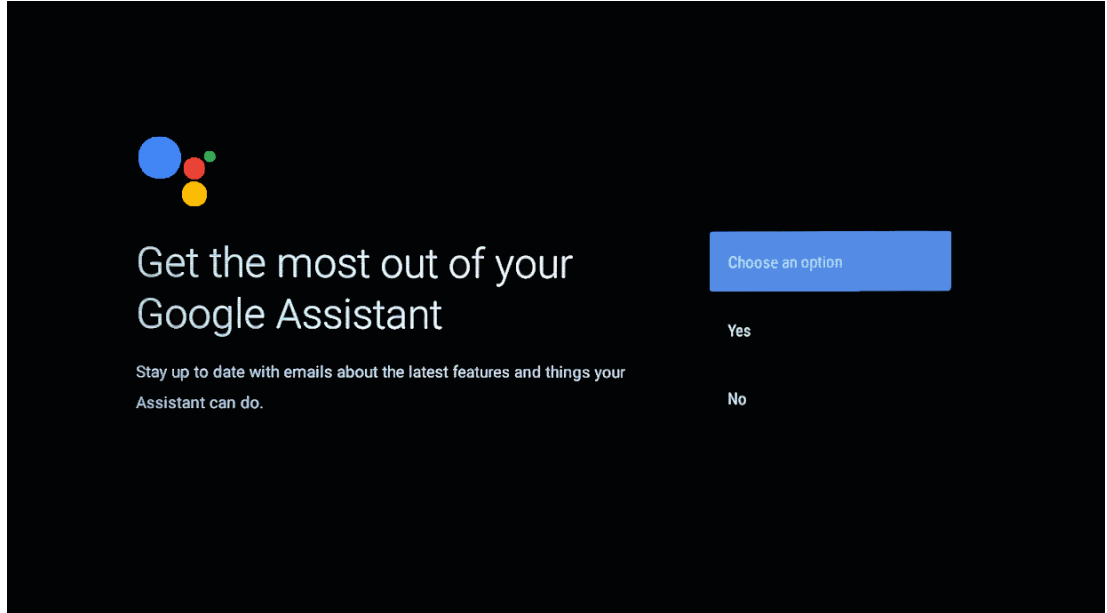 Get the most out of your
Google Assistant
Stay up to date with emails about the latest features and things your
Assistant can do.
Choose an option
Yes
No